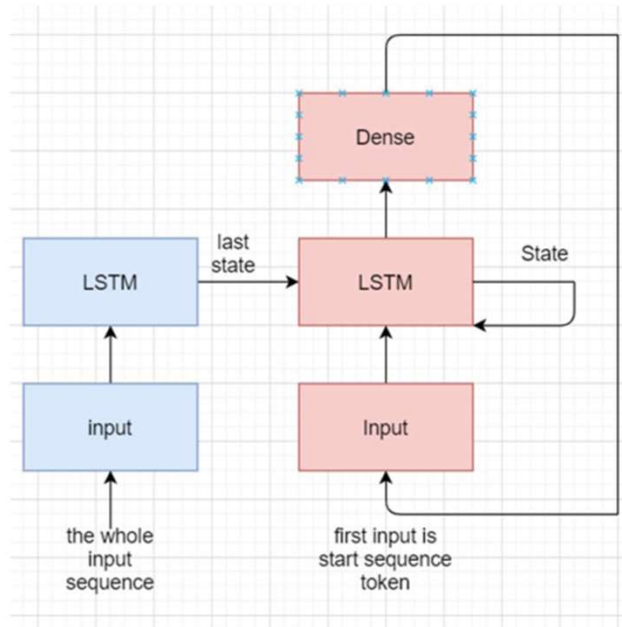 Dense
LSTM
last
state
LSTM
State
input
Input
the whole
input
sequence
first input is
start sequence
token